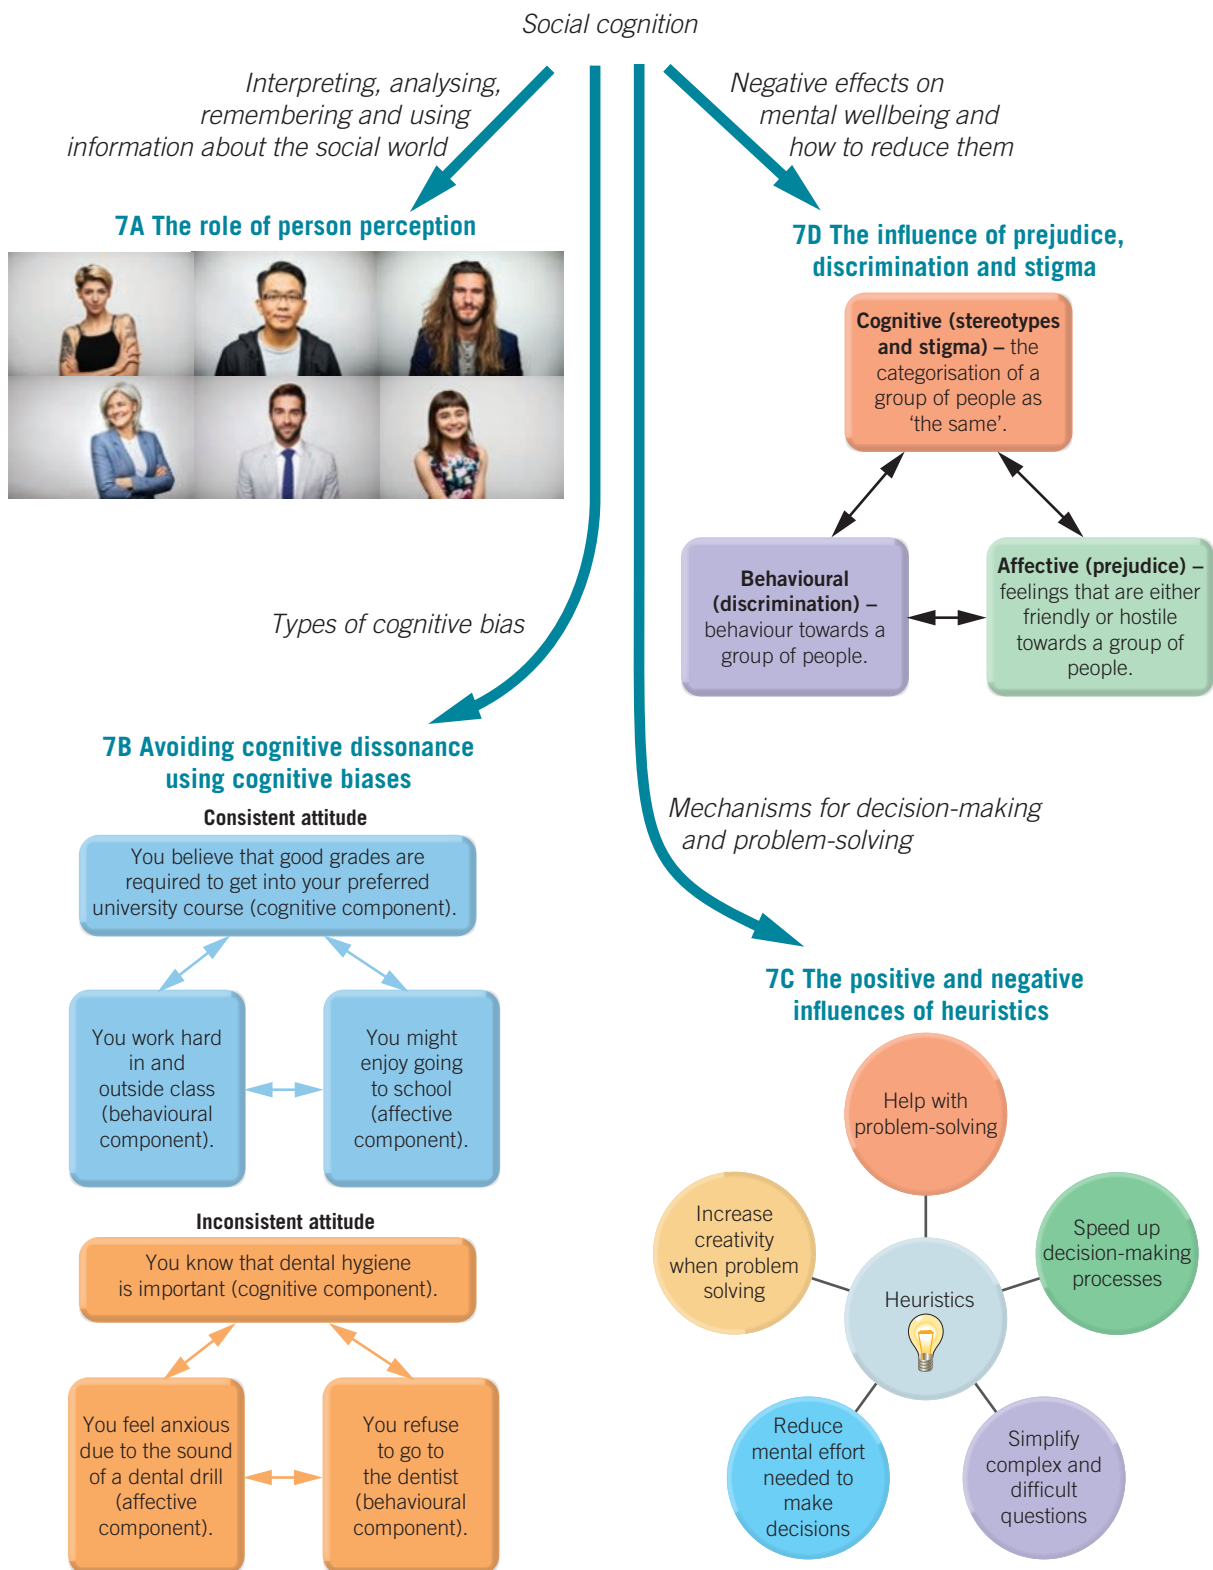 Social cognition
Interpreting, analysing,
remembering and using
information about the social world
Negative effects on
mental wellbeing and
how to reduce them
7A The role of person perception
7D The influence of prejudice,
discrimination and stigma
Cognitive (stereotypes
and stigma) – the
categorisation of a
group of people as
‘the same’.
Behavioural
(discrimination) –
behaviour towards a
group of people.
Affective (prejudice) –
feelings that are either
friendly or hostile
towards a group of
people.
Types of cognitive bias
7B Avoiding cognitive dissonance
using cognitive biases
Consistent attitude
You believe that good grades are
required to get into your preferred
university course (cognitive component).
You work hard
in and
outside class
(behavioural
component).
You might
enjoy going
to school
(affective
component).
Inconsistent attitude
You know that dental hygiene
is important (cognitive component).
You feel anxious
due to the sound
of a dental drill
(affective
component).
You refuse
to go to
the dentist
(behavioural
component).
Mechanisms for decision-making
and problem-solving
7C The positive and negative
influences of heuristics
Help with
problem-solving
Increase
creativity
when problem
solving
Speed up
decision-making
processes
Heuristics
Reduce
mental effort
needed to
make
decisions
Simplify
complex and
difficult
questions